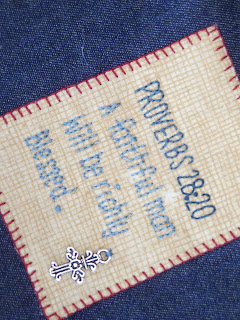 PROVERBS 28:20
A faithful man
will be richly
blessed.